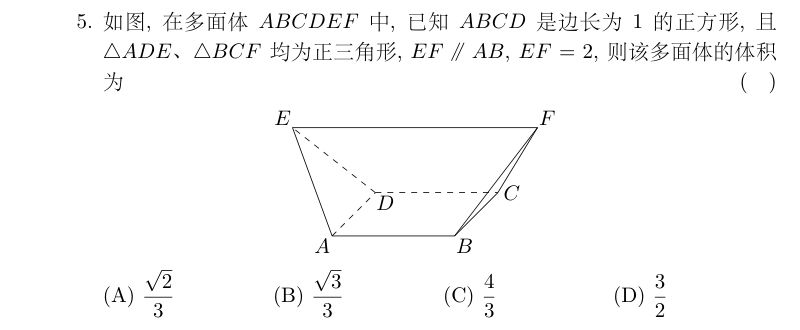 5. 如图, 在多面体 ABCDEF 中, 已知 ABCD 是边长为 1 的正方形, 且
△ADE、△BCF 均为正三角形, EF ∥ AB, EF = 2, 则该多面体的体积
为 ( )
E F
D C
A B
(A) √2/3 (B) √3/3 (C) 4/3 (D) 3/2